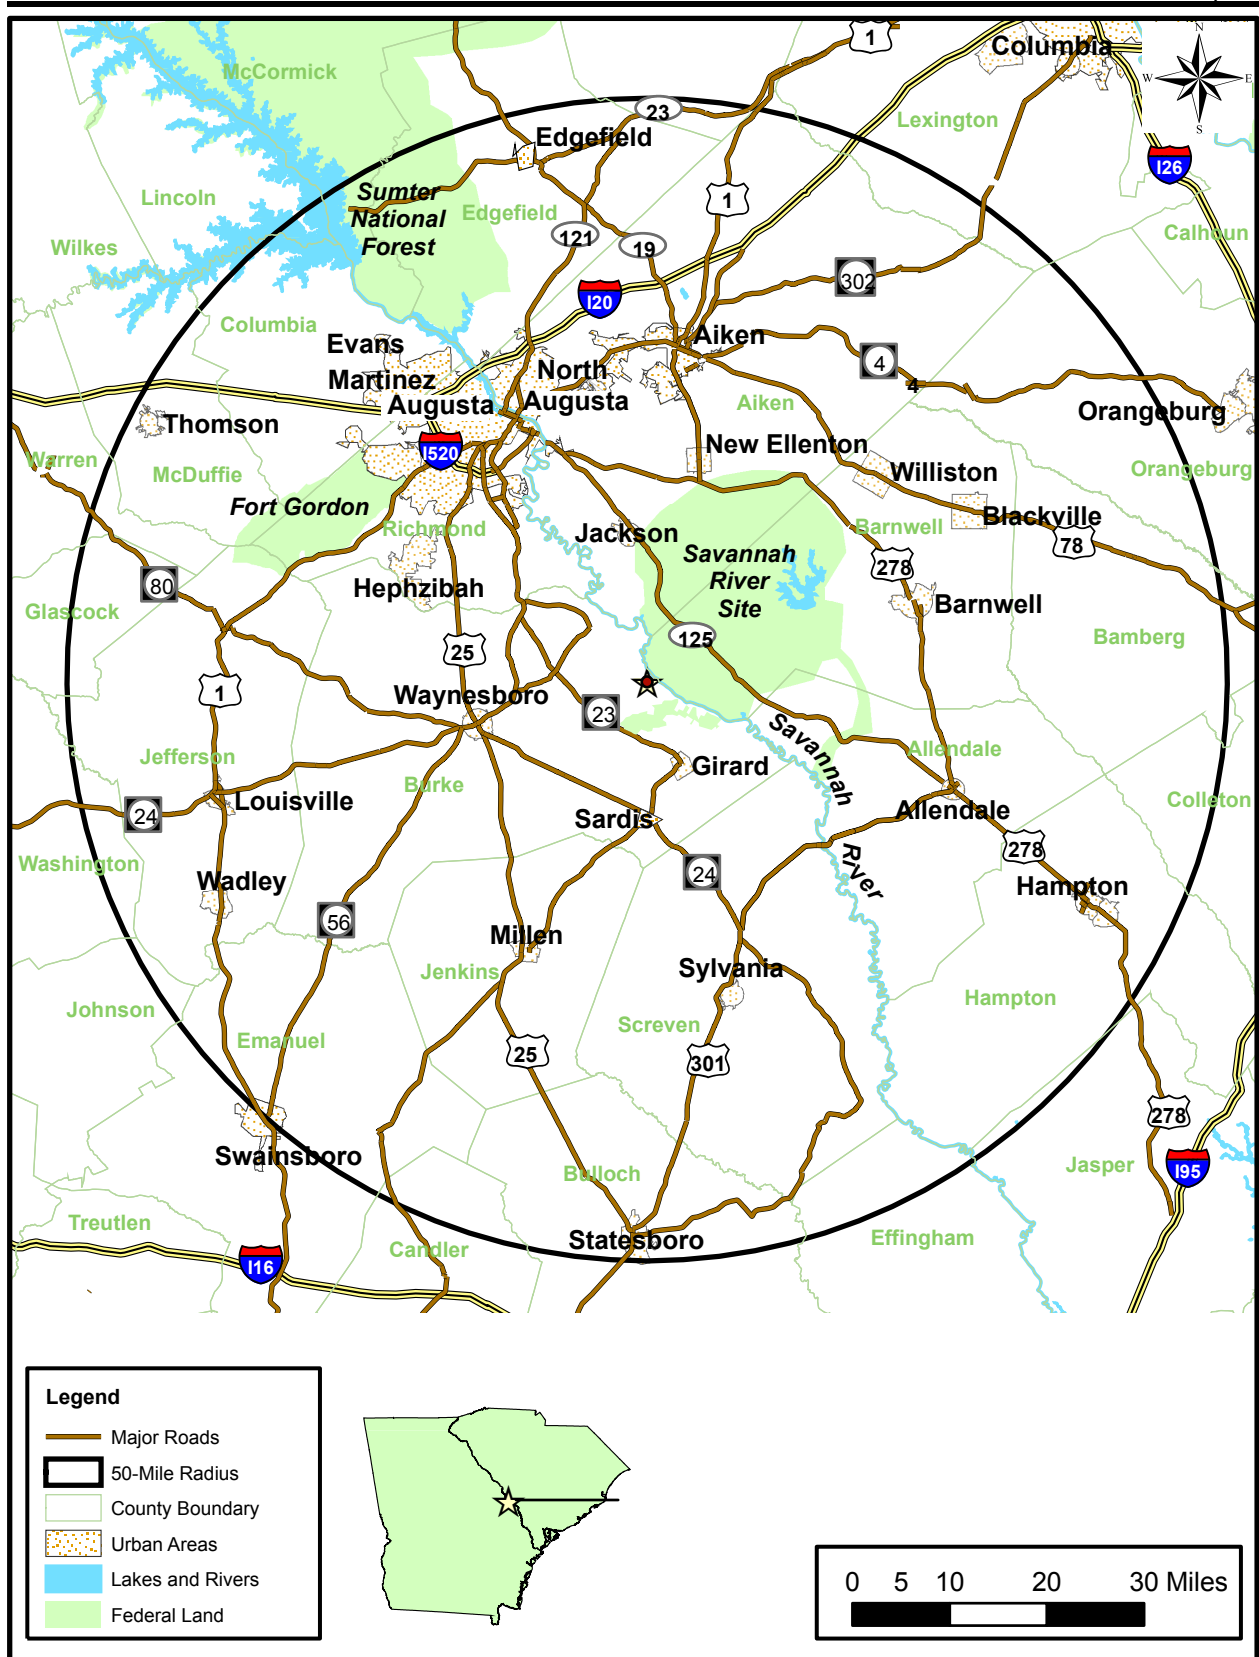 1
Columbia
N
W
E
S
McCormick
23
Lexington
Edgefield
I26
Sumter
National
Forest
Lincoln
Edgefield
1
Wilkes
121
19
Calhoun
302
I20
Columbia
Evans
Aiken
4
Martinez
North
Augusta
4
Augusta
Aiken
Orangeburg
Thomson
New Ellenton
I520
Warren
McDuffie
Williston
Orangeburg
Fort Gordon
Richmond
Jackson
Barnwell
Blackville
78
Savannah
River
Site
278
80
Hephzibah
Glascock
Barnwell
125
Bamberg
25
1
Waynesboro
23
Savannah
River
Jefferson
Girard
Allendale
Burke
Louisville
24
Sardis
Allendale
Colleton
Washington
278
Wadley
24
Hampton
56
Millen
Jenkins
Sylvania
Johnson
Hampton
Screven
Emanuel
25
301
278
Swainsboro
Bulloch
Jasper
I95
Treutlen
Candler
Statesboro
Effingham
I16
Legend
Major Roads
50-Mile Radius
County Boundary
Urban Areas
Lakes and Rivers
Federal Land
0 5 10 20 30 Miles